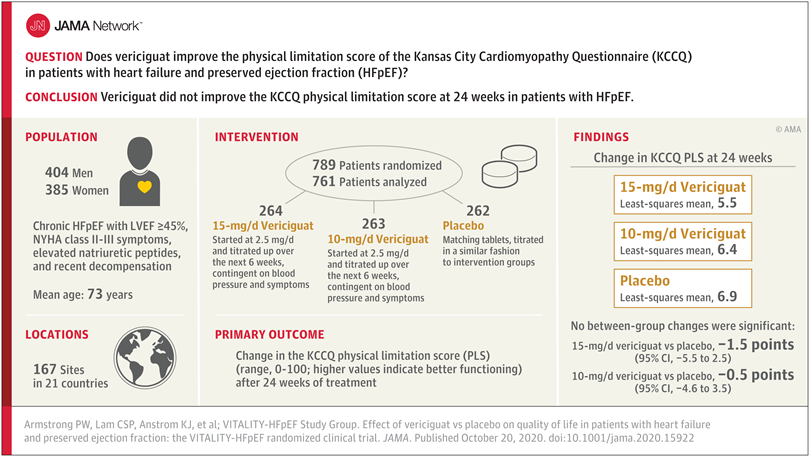 JN JAMA Network™
QUESTION Does vericiguat improve the physical limitation score of the Kansas City Cardiomyopathy Questionnaire (KCCQ)
in patients with heart failure and preserved ejection fraction (HFpEF)?
CONCLUSION Vericiguat did not improve the KCCQ physical limitation score at 24 weeks in patients with HFpEF.
© AMA
POPULATION
404 Men
385 Women
Chronic HFpEF with LVEF ≥45%,
NYHA class II-III symptoms,
elevated natriuretic peptides,
and recent decompensation
Mean age: 73 years
LOCATIONS
167 Sites
in 21 countries
INTERVENTION
789 Patients randomized
761 Patients analyzed
264
15-mg/d Vericiguat
Started at 2.5 mg/d
and titrated up over
the next 6 weeks,
contingent on blood
pressure and symptoms
263
10-mg/d Vericiguat
Started at 2.5 mg/d
and titrated up over
the next 6 weeks,
contingent on blood
pressure and symptoms
262
Placebo
Matching tablets, titrated
in a similar fashion
to intervention groups
PRIMARY OUTCOME
Change in the KCCQ physical limitation score (PLS)
(range, 0-100; higher values indicate better functioning)
after 24 weeks of treatment
FINDINGS
Change in KCCQ PLS at 24 weeks
15-mg/d Vericiguat
Least-squares mean, 5.5
10-mg/d Vericiguat
Least-squares mean, 6.4
Placebo
Least-squares mean, 6.9
No between-group changes were significant:
15-mg/d vericiguat vs placebo, −1.5 points
(95% CI, −5.5 to 2.5)
10-mg/d vericiguat vs placebo, −0.5 points
(95% CI, −4.6 to 3.5)
Armstrong PW, Lam CSP, Anstrom KJ, et al; VITALITY-HFpEF Study Group. Effect of vericiguat vs placebo on quality of life in patients with heart failure
and preserved ejection fraction: the VITALITY-HFpEF randomized clinical trial. JAMA. Published October 20, 2020. doi:10.1001/jama.2020.15922